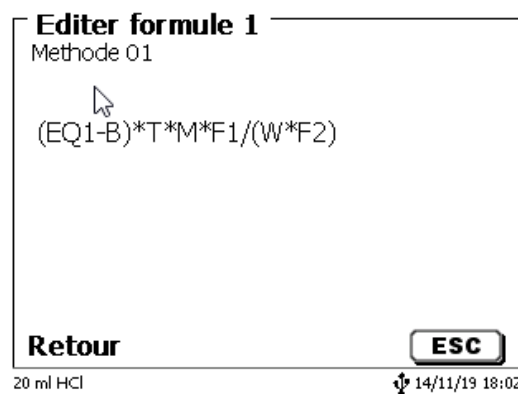 Editer formule 1
Methode 01
(EQ1-B)*T*M*F1/(W*F2)
Retour
ESC
20 ml HCl
14/11/19 18:02